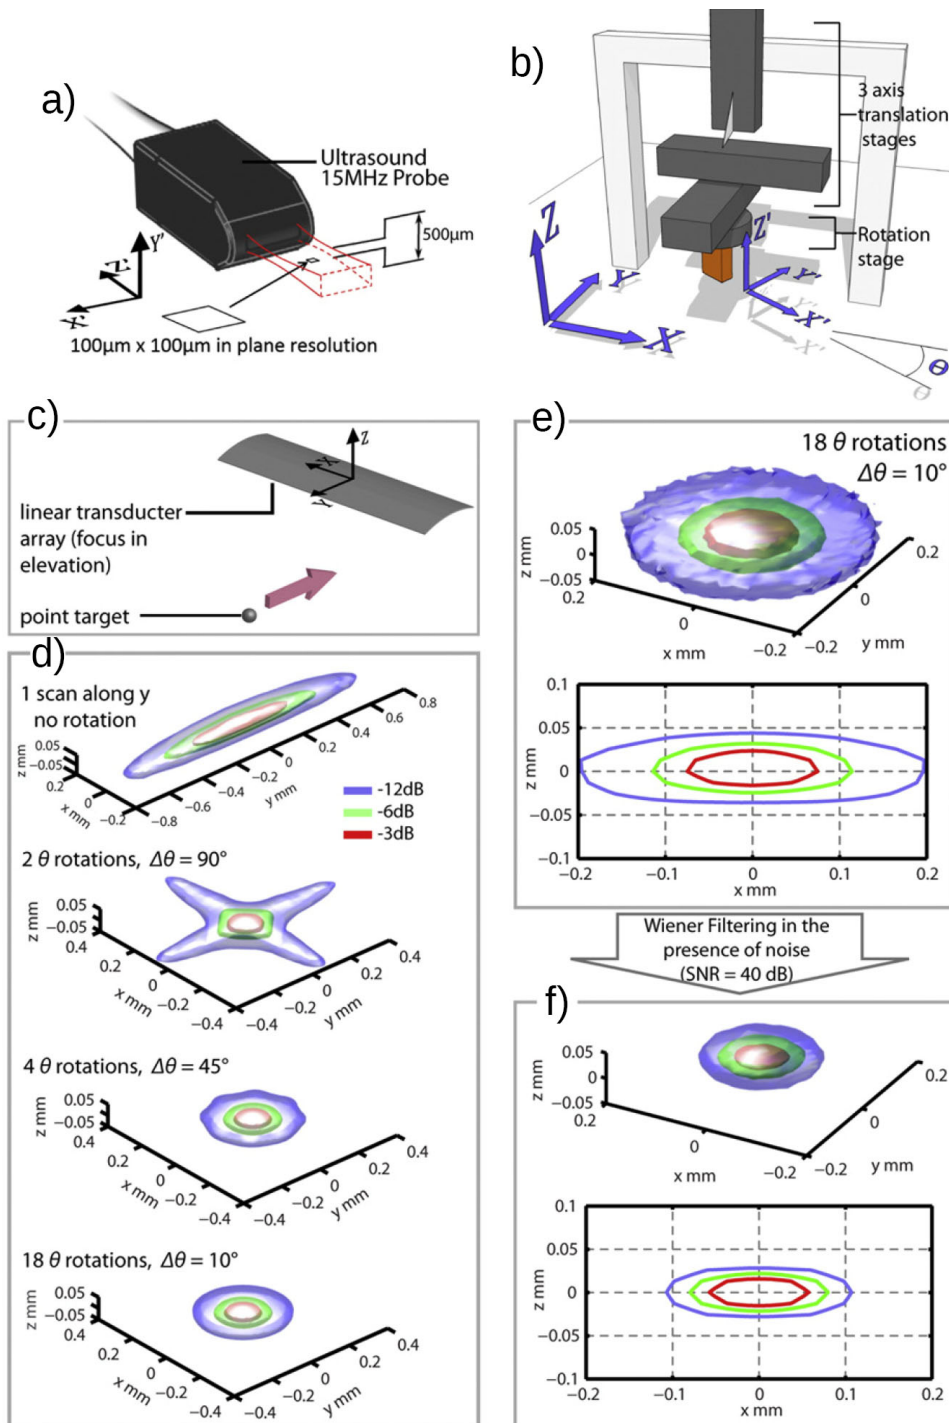 a)
Ultrasound
15MHz Probe
500µm
Y'
Z'
X'
100µm x 100µm in plane resolution
b)
3 axis
translation
stages
Rotation
stage
Z
Y
X
Z'
Y'
X'
Y'
X'
Θ
Θ
c)
Z
X
Y
linear transducter
array (focus in
elevation)
point target
d)
1 scan along y
no rotation
z mm
0.05
−0.05
0.2
0
−0.2
x mm
−0.8
−0.6
−0.4
−0.2
0
0.2
0.4
0.6
0.8
y mm
-12dB
-6dB
-3dB
2 θ rotations, Δθ = 90°
z mm
0.05
−0.05
0.4
0.2
0
−0.2
−0.4
x mm
−0.4
−0.2
0
0.2
0.4
y mm
4 θ rotations, Δθ = 45°
z mm
0.05
−0.05
0.4
0.2
0
−0.2
−0.4
x mm
−0.4
−0.2
0
0.2
0.4
y mm
18 θ rotations, Δθ = 10°
z mm
0.05
−0.05
0.4
0.2
0
−0.2
−0.4
x mm
−0.4
−0.2
0
0.2
0.4
y mm
e)
18 θ rotations
Δθ = 10°
z mm
0.05
0
−0.05
0.2
0
−0.2
x mm
−0.2
0
0.2
y mm
z mm
0.1
0.05
0
−0.05
−0.1
−0.2
−0.1
0
0.1
0.2
x mm
Wiener Filtering in the
presence of noise
(SNR = 40 dB)
f)
z mm
0.05
0
−0.05
0.2
0
−0.2
x mm
−0.2
0
0.2
y mm
z mm
0.1
0.05
0
−0.05
−0.1
−0.2
−0.1
0
0.1
0.2
x mm